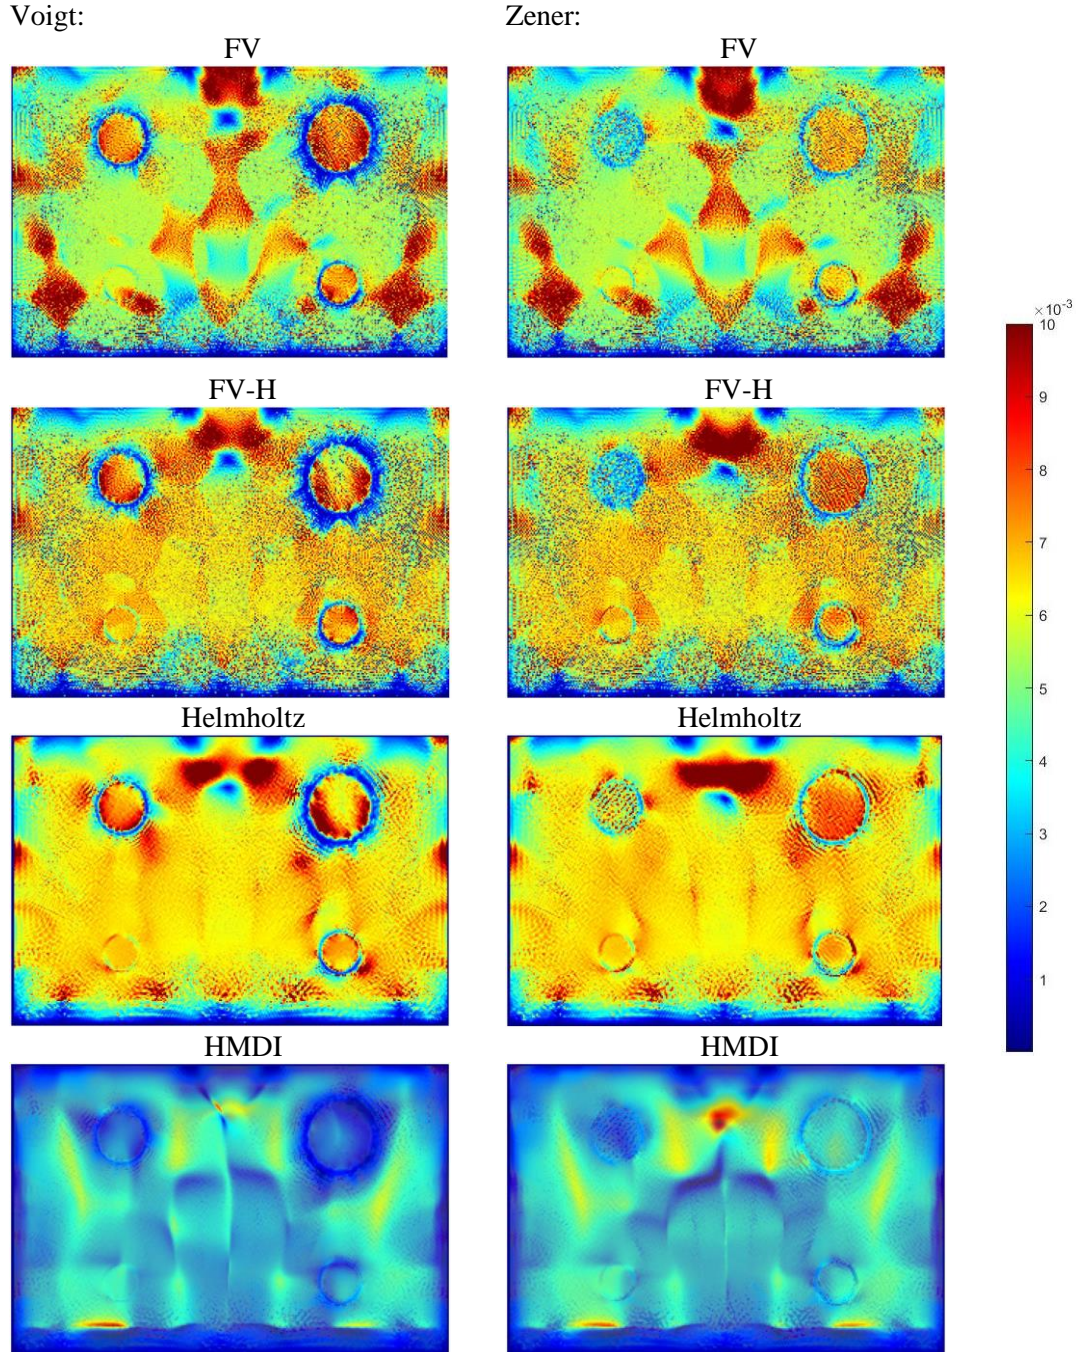 Voigt:
Zener:
FV
FV
FV-H
FV-H
Helmholtz
Helmholtz
HMDI
HMDI
×10⁻³
10
9
8
7
6
5
4
3
2
1